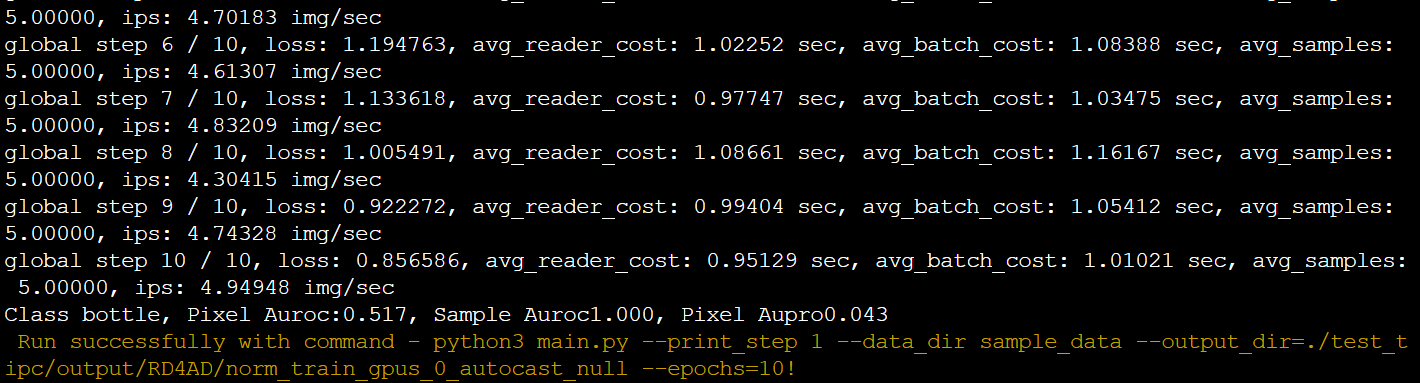 5.00000, ips: 4.70183 img/sec
global step 6 / 10, loss: 1.194763, avg_reader_cost: 1.02252 sec, avg_batch_cost: 1.08388 sec, avg_samples:
5.00000, ips: 4.61307 img/sec
global step 7 / 10, loss: 1.133618, avg_reader_cost: 0.97747 sec, avg_batch_cost: 1.03475 sec, avg_samples:
5.00000, ips: 4.83209 img/sec
global step 8 / 10, loss: 1.005491, avg_reader_cost: 1.08661 sec, avg_batch_cost: 1.16167 sec, avg_samples:
5.00000, ips: 4.30415 img/sec
global step 9 / 10, loss: 0.922272, avg_reader_cost: 0.99404 sec, avg_batch_cost: 1.05412 sec, avg_samples:
5.00000, ips: 4.74328 img/sec
global step 10 / 10, loss: 0.856586, avg_reader_cost: 0.95129 sec, avg_batch_cost: 1.01021 sec, avg_samples:
5.00000, ips: 4.94948 img/sec
Class bottle, Pixel Auroc:0.517, Sample Auroc1.000, Pixel Aupro0.043
Run successfully with command - python3 main.py --print_step 1 --data_dir sample_data --output_dir=./test_t
ipc/output/RD4AD/norm_train_gpus_0_autocast_null --epochs=10!